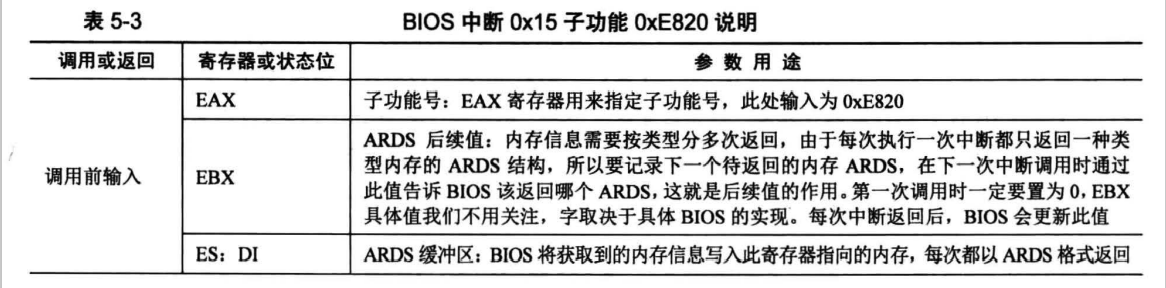 表 5-3 BIOS 中断 0x15 子功能 0xE820 说明
调用或返回 寄存器或状态位 参 数 用 途
EAX 子功能号：EAX 寄存器用来指定子功能号，此处输入为 0xE820
调用前输入 EBX ARDS 后续值：内存信息需要按类型分多次返回，由于每次执行一次中断都只返回一种类
型内存的 ARDS 结构，所以要记录下一个待返回的内存 ARDS，在下一次中断调用时通过
此值告诉 BIOS 该返回哪个 ARDS，这就是后续值的作用。第一次调用时一定要置为 0，EBX
具体值我们不用关注，字取决于具体 BIOS 的实现。每次中断返回后，BIOS 会更新此值
ES：DI ARDS 缓冲区：BIOS 将获取到的内存信息写入此寄存器指向的内存，每次都以 ARDS 格式返回